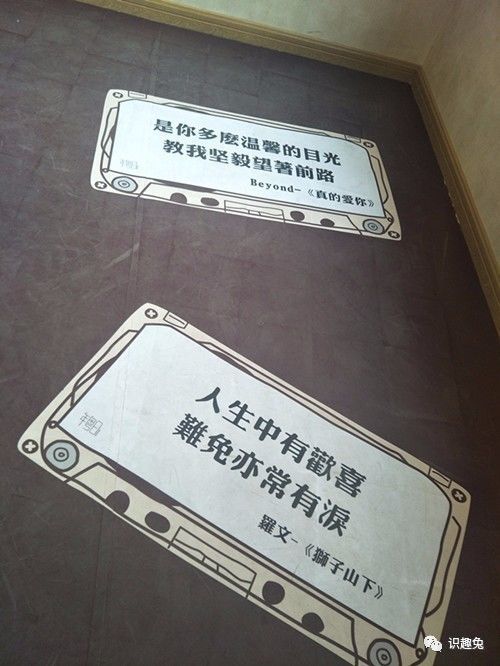 是你多麽温馨的目光
教我坚毅望著前路
Beyond-《真的愛你》
人生中有歡喜
難免亦常有淚
羅文-《獅子山下》
识趣兔